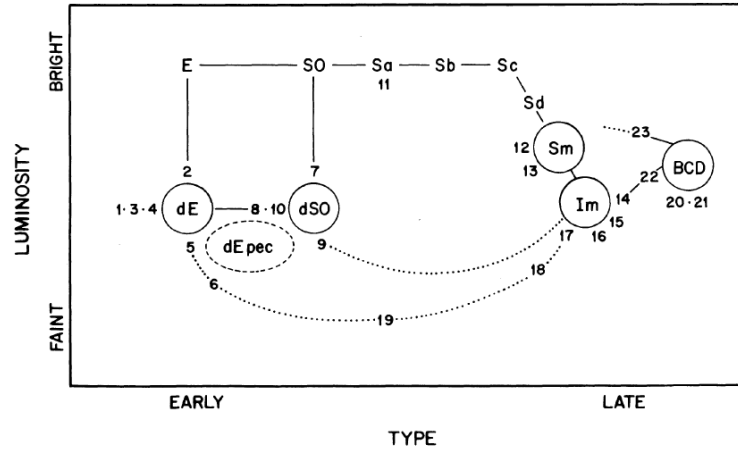 BRIGHT
LUMINOSITY
FAINT
E SO Sa Sb Sc
11
Sd
23
12 Sm
13
BCD
2 7
22
1·3·4 dE 8·10 dSO
Im 14
20·21
15
5 dE pec 9
17 16
6 18
19
EARLY LATE
TYPE